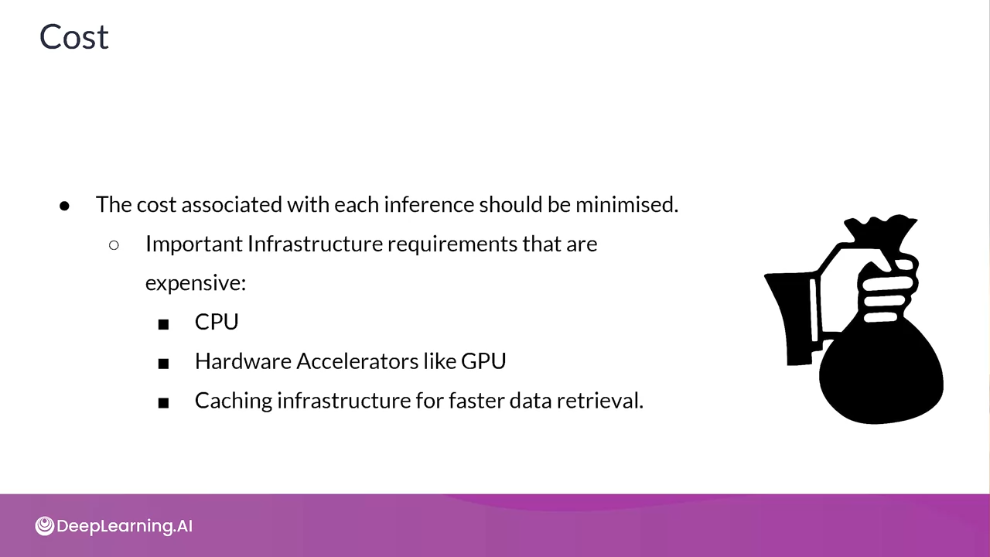 Cost
● The cost associated with each inference should be minimised.
○ Important Infrastructure requirements that are
expensive:
■ CPU
■ Hardware Accelerators like GPU
■ Caching infrastructure for faster data retrieval.
DeepLearning.AI